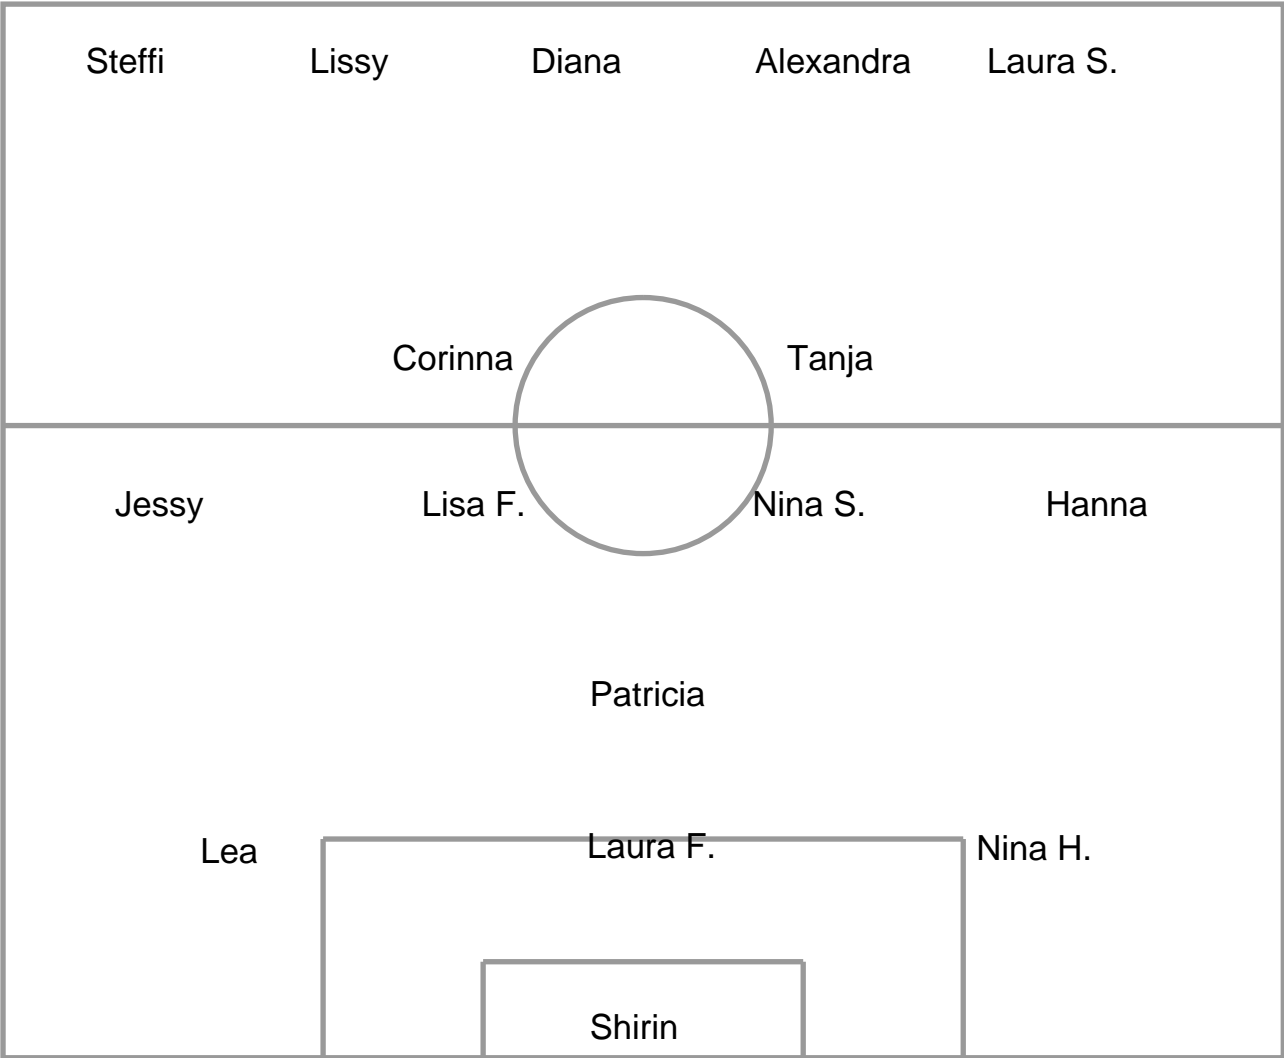 Steffi Lissy Diana Alexandra Laura S.
Corinna Tanja
Jessy Lisa F. Nina S. Hanna
Patricia
Lea Laura F. Nina H.
Shirin